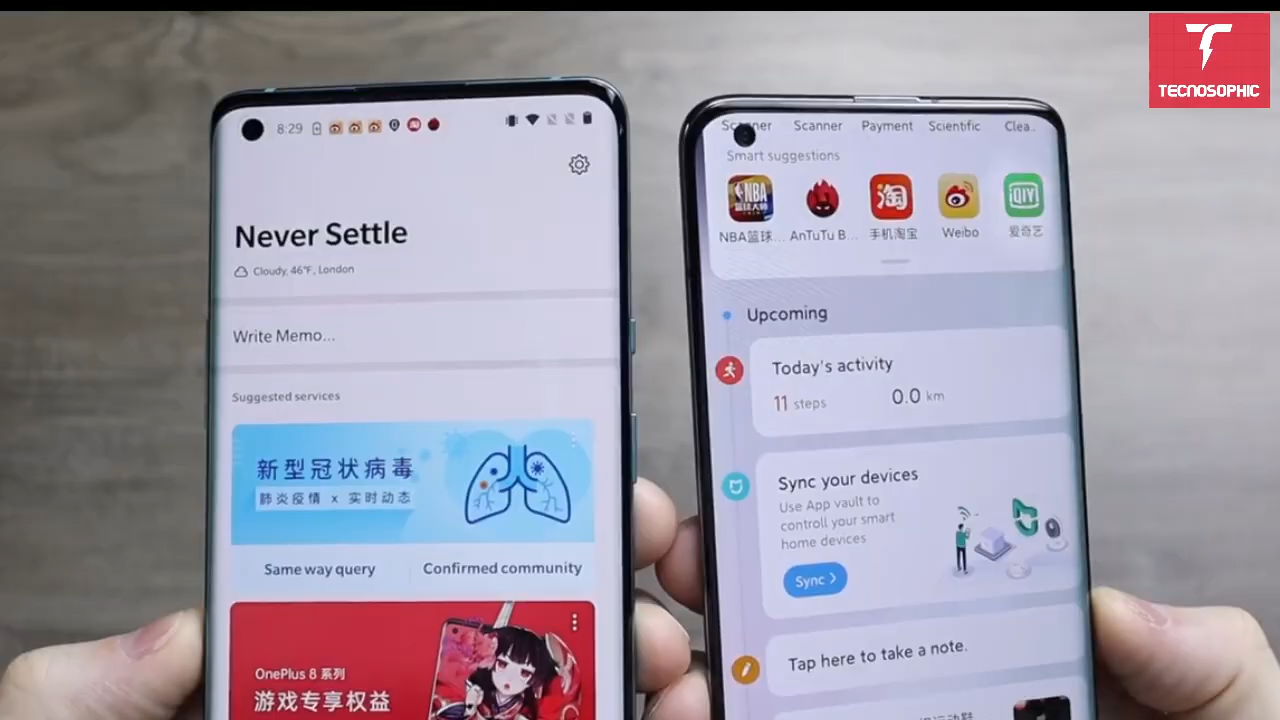 TECNOSOPHIC
8:29
Never Settle
Cloudy, 46°F, London
Write Memo...
Suggested services
新型冠状病毒
肺炎疫情 x 实时动态
Same way query
Confirmed community
OnePlus 8 系列
游戏专享权益
Scanner Scanner Payment Scientific Clea..
Smart suggestions
NBA
NBA篮球... AnTuTu B... 手机淘宝 Weibo 爱奇艺
淘
iQIYI
Upcoming
Today's activity
11 steps 0.0 km
Sync your devices
Use App vault to
controll your smart
home devices
Sync >
Tap here to take a note.